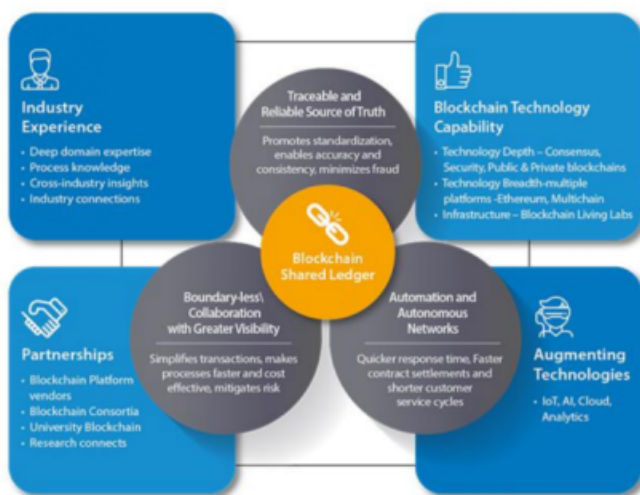 Industry
Experience
• Deep domain expertise
• Process knowledge
• Cross-industry insights
• Industry connections
Traceable and
Reliable Source of Truth
Promotes standardization,
enables accuracy and
consistency, minimizes fraud
Blockchain Technology
Capability
• Technology Depth – Consensus,
Security, Public & Private blockchains
• Technology Breadth-multiple
platforms -Ethereum, Multichain
• Infrastructure – Blockchain Living Labs
Blockchain
Shared Ledger
Boundary-less\
Collaboration
with Greater Visibility
Simplifies transactions, makes
processes faster and cost
effective, mitigates risk
Automation and
Autonomous
Networks
Quicker response time, Faster
contract settlements and
shorter customer
service cycles
Partnerships
• Blockchain Platform
vendors
• Blockchain Consortia
• University Blockchain
• Research connects
Augmenting
Technologies
• IoT, AI, Cloud,
Analytics